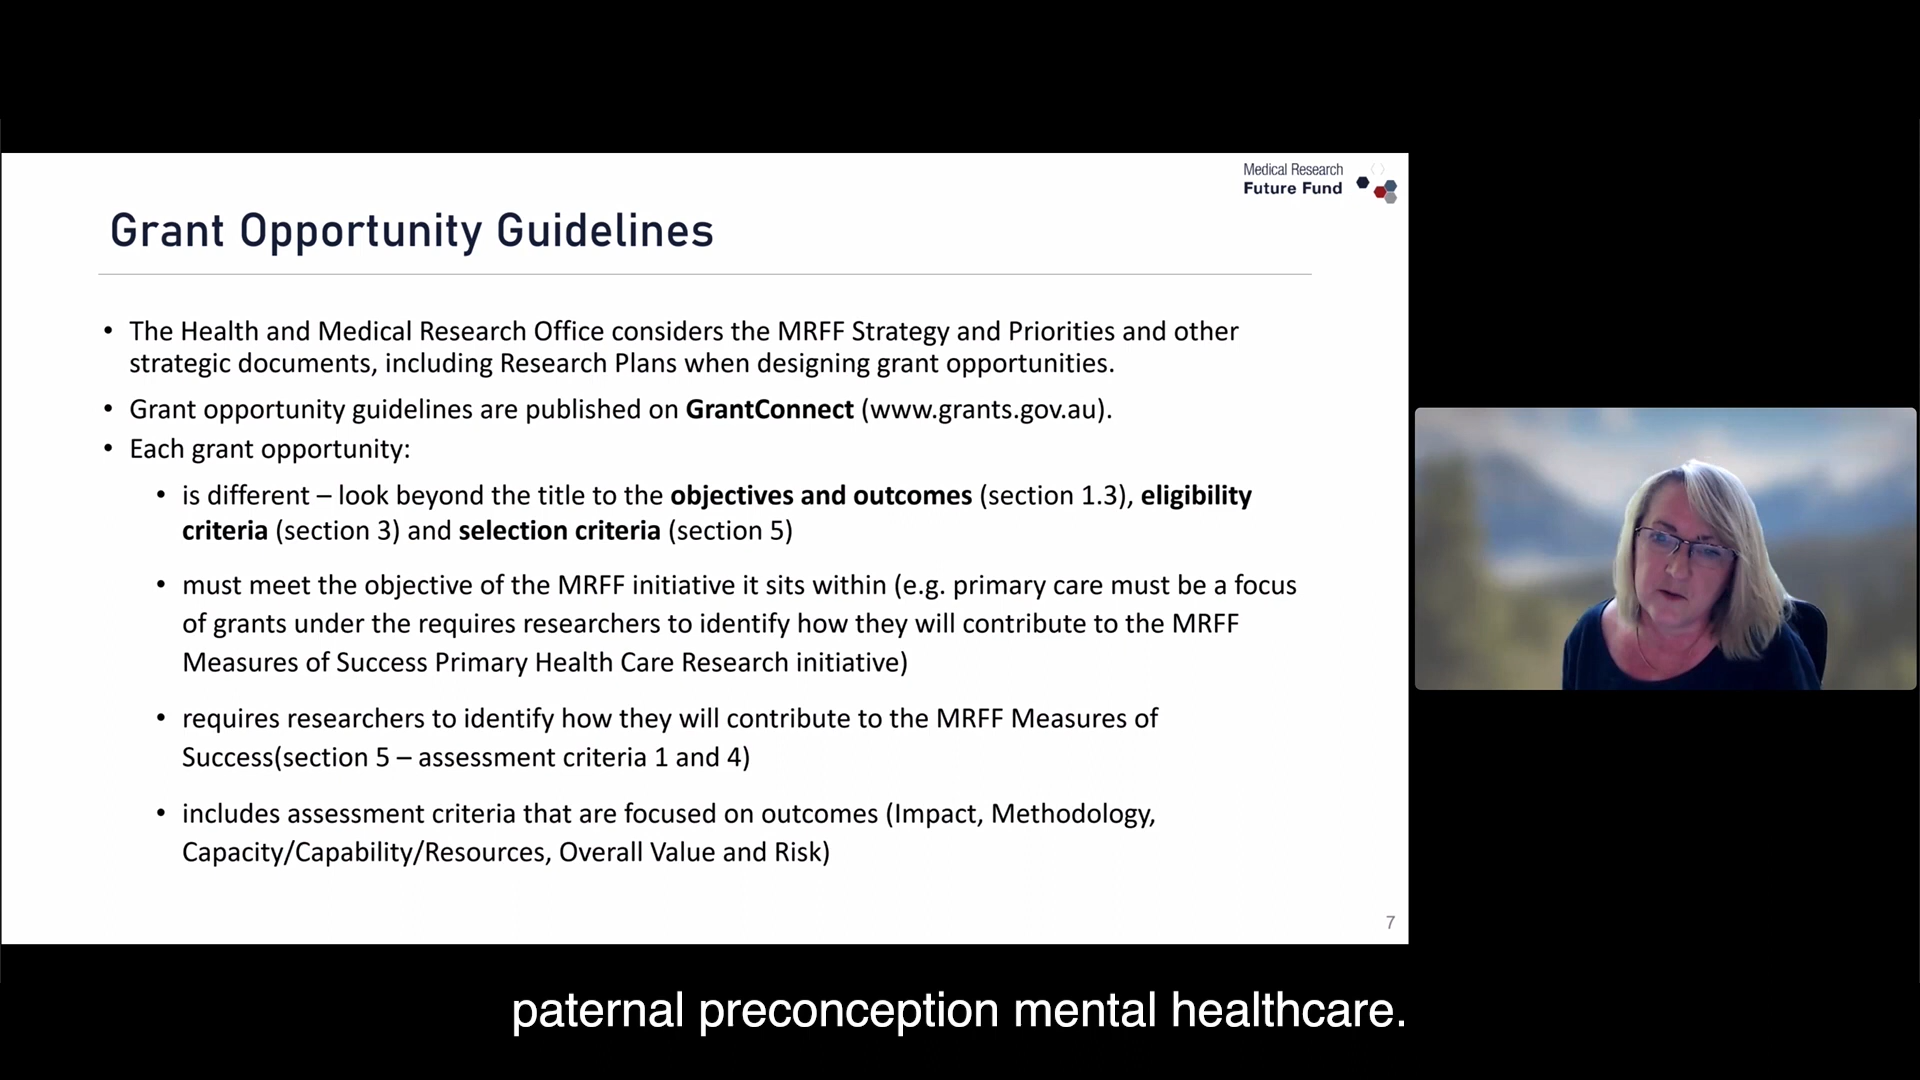 Medical Research
Future Fund
Grant Opportunity Guidelines
• The Health and Medical Research Office considers the MRFF Strategy and Priorities and other
strategic documents, including Research Plans when designing grant opportunities.
• Grant opportunity guidelines are published on GrantConnect (www.grants.gov.au).
• Each grant opportunity:
• is different – look beyond the title to the objectives and outcomes (section 1.3), eligibility
criteria (section 3) and selection criteria (section 5)
• must meet the objective of the MRFF initiative it sits within (e.g. primary care must be a focus
of grants under the requires researchers to identify how they will contribute to the MRFF
Measures of Success Primary Health Care Research initiative)
• requires researchers to identify how they will contribute to the MRFF Measures of
Success(section 5 – assessment criteria 1 and 4)
• includes assessment criteria that are focused on outcomes (Impact, Methodology,
Capacity/Capability/Resources, Overall Value and Risk)
7
paternal preconception mental healthcare.